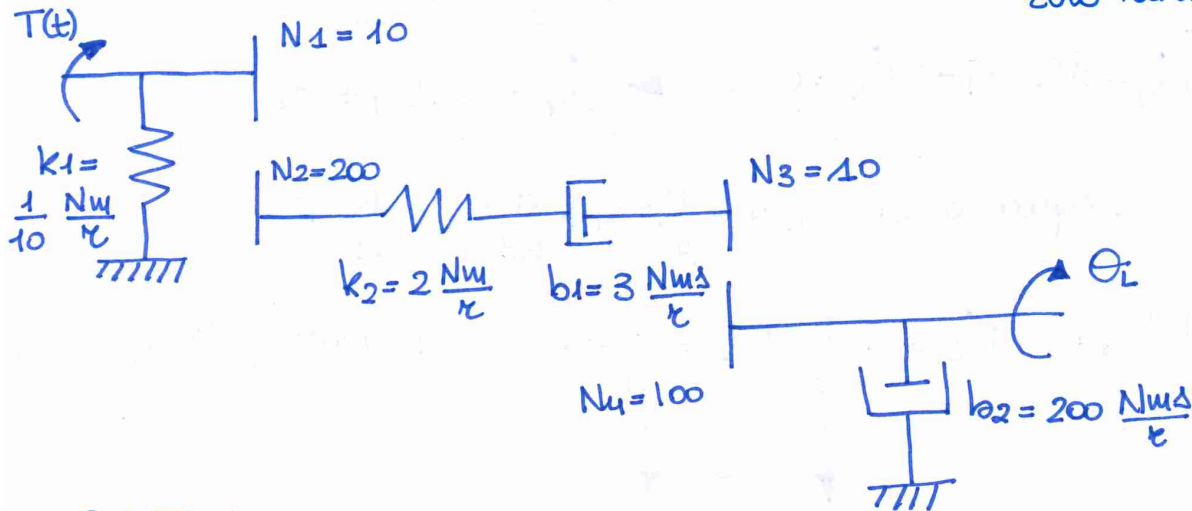 T(t)
N1 = 10
k1 =
1/10 Nm/r
N2 = 200
k2 = 2 Nm/r
b1 = 3 Nms/r
N3 = 10
θL
N4 = 100
b2 = 200 Nms/r